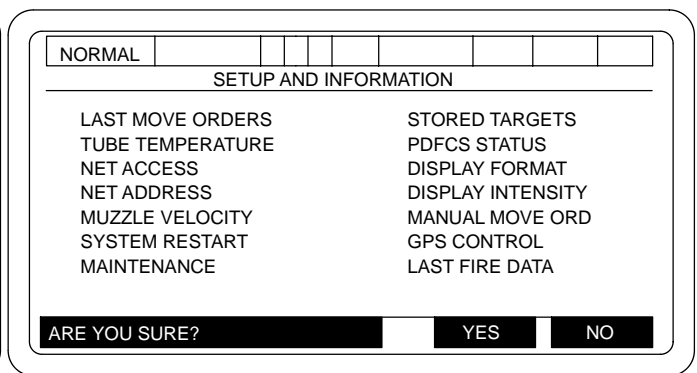 NORMAL
SETUP AND INFORMATION
LAST MOVE ORDERS
TUBE TEMPERATURE
NET ACCESS
NET ADDRESS
MUZZLE VELOCITY
SYSTEM RESTART
MAINTENANCE
STORED TARGETS
PDFCS STATUS
DISPLAY FORMAT
DISPLAY INTENSITY
MANUAL MOVE ORD
GPS CONTROL
LAST FIRE DATA
ARE YOU SURE? YES NO